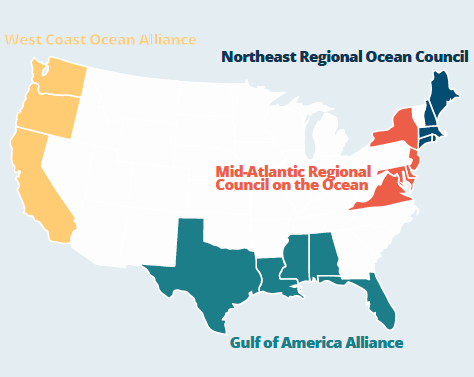 West Coast Ocean Alliance
Northeast Regional Ocean Council
Mid-Atlantic Regional
Council on the Ocean
Gulf of America Alliance